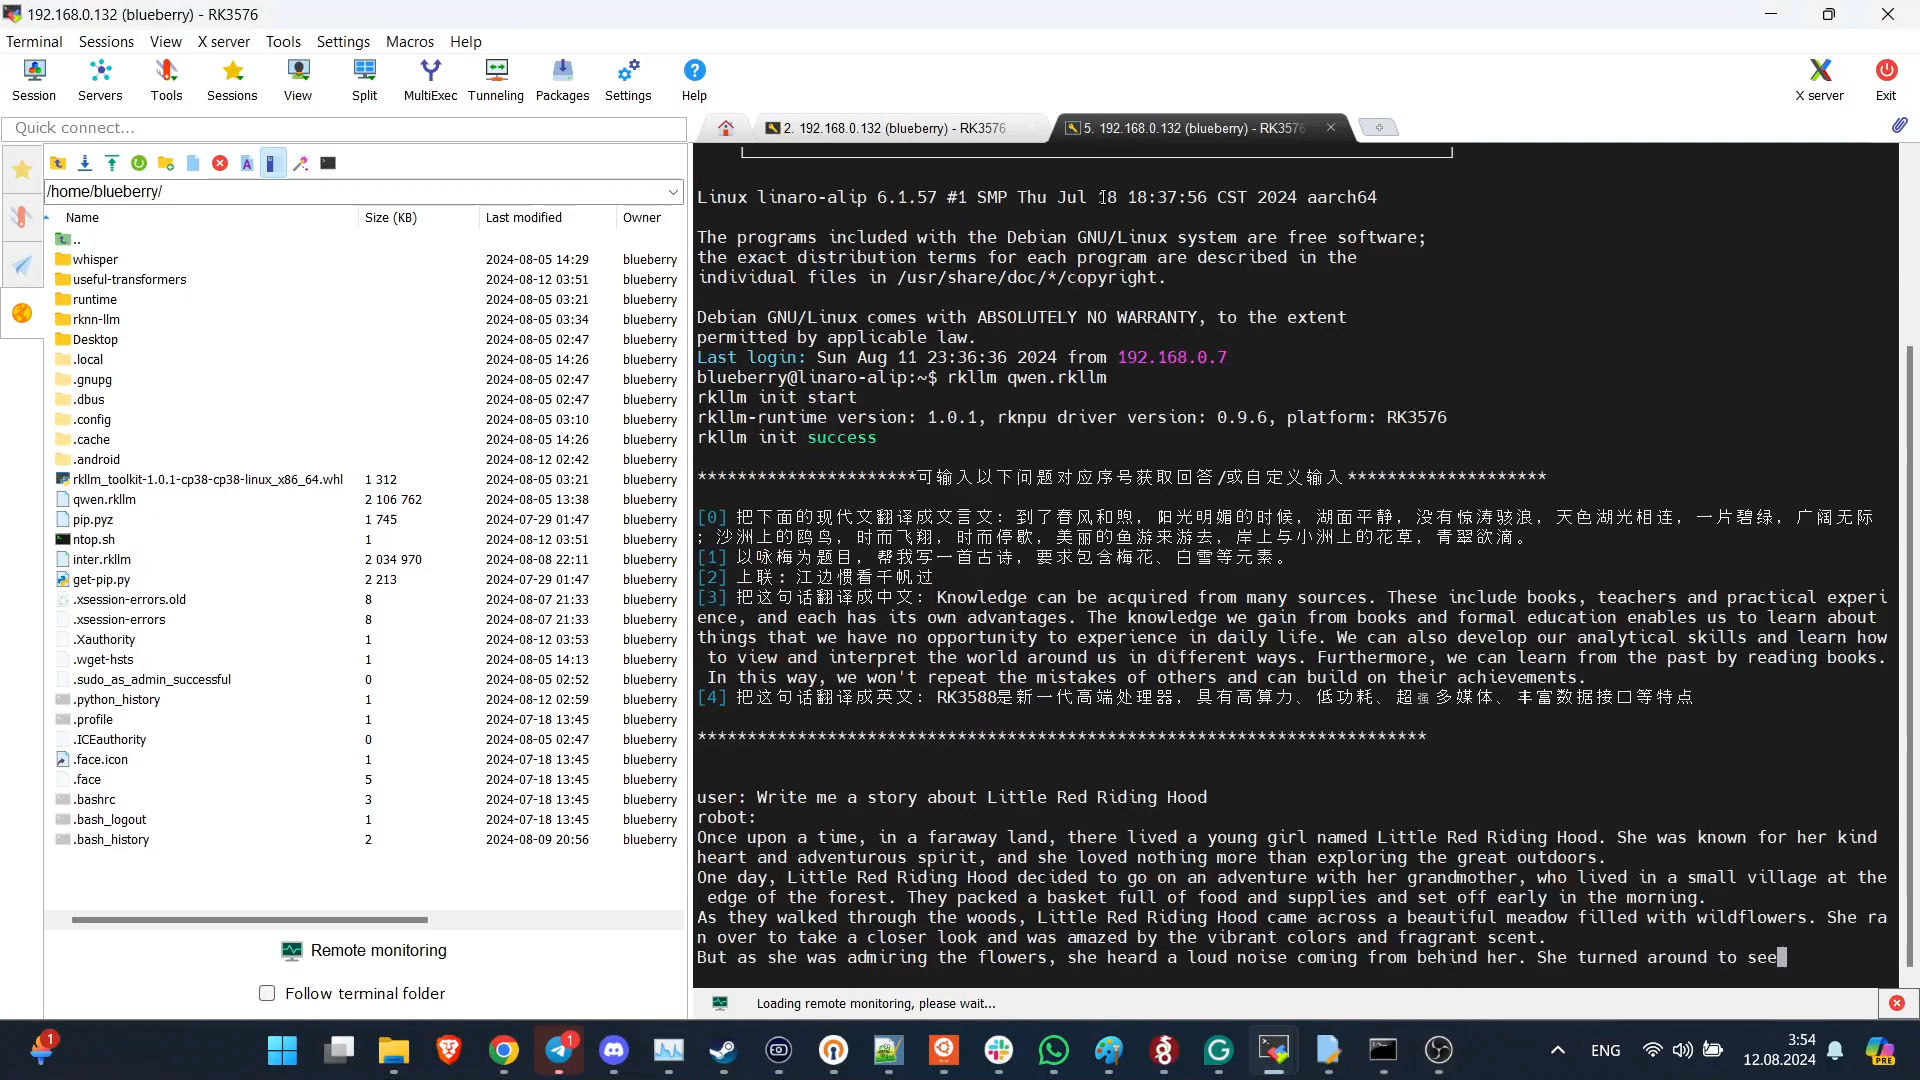 192.168.0.132 (blueberry) - RK3576
Terminal Sessions View X server Tools Settings Macros Help
Session Servers Tools Sessions View Split MultiExec Tunneling Packages Settings Help X server Exit
Quick connect...
2. 192.168.0.132 (blueberry) - RK3576
5. 192.168.0.132 (blueberry) - RK3576
/home/blueberry/
Name Size (KB) Last modified Owner
..
whisper 2024-08-05 14:29 blueberry
useful-transformers 2024-08-12 03:51 blueberry
runtime 2024-08-05 03:21 blueberry
rknn-llm 2024-08-05 03:34 blueberry
Desktop 2024-08-05 02:47 blueberry
.local 2024-08-05 14:26 blueberry
.gnupg 2024-08-05 02:47 blueberry
.dbus 2024-08-05 02:47 blueberry
.config 2024-08-05 03:10 blueberry
.cache 2024-08-05 14:26 blueberry
.android 2024-08-12 02:42 blueberry
rkllm_toolkit-1.0.1-cp38-cp38-linux_x86_64.whl 1 312 2024-08-05 03:21 blueberry
qwen.rkllm 2 106 762 2024-08-05 13:38 blueberry
pip.pyz 1 745 2024-07-29 01:47 blueberry
ntop.sh 1 2024-08-12 03:51 blueberry
inter.rkllm 2 034 970 2024-08-08 22:11 blueberry
get-pip.py 2 213 2024-07-29 01:47 blueberry
.xsession-errors.old 8 2024-08-07 21:33 blueberry
.xsession-errors 8 2024-08-07 21:33 blueberry
.Xauthority 1 2024-08-12 03:53 blueberry
.wget-hsts 1 2024-08-05 14:13 blueberry
.sudo_as_admin_successful 0 2024-08-05 02:52 blueberry
.python_history 1 2024-08-12 02:59 blueberry
.profile 1 2024-07-18 13:45 blueberry
.ICEauthority 0 2024-08-05 02:47 blueberry
.face.icon 1 2024-07-18 13:45 blueberry
.face 5 2024-07-18 13:45 blueberry
.bashrc 3 2024-07-18 13:45 blueberry
.bash_logout 1 2024-07-18 13:45 blueberry
.bash_history 2 2024-08-09 20:56 blueberry
Remote monitoring
Follow terminal folder
Linux linaro-alip 6.1.57 #1 SMP Thu Jul 18 18:37:56 CST 2024 aarch64
The programs included with the Debian GNU/Linux system are free software;
the exact distribution terms for each program are described in the
individual files in /usr/share/doc/*/copyright.
Debian GNU/Linux comes with ABSOLUTELY NO WARRANTY, to the extent
permitted by applicable law.
Last login: Sun Aug 11 23:36:36 2024 from 192.168.0.7
blueberry@linaro-alip:~$ rkllm qwen.rkllm
rkllm init start
rkllm-runtime version: 1.0.1, rknpu driver version: 0.9.6, platform: RK3576
rkllm init success
**********************可输入以下问题对应序号获取回答/或自定义输入********************
[0] 把下面的现代文翻译成文言文: 到了春风和煦, 阳光明媚的时候, 湖面平静, 没有惊涛骇浪, 天色湖光相连, 一片碧绿, 广阔无际
; 沙洲上的鸥鸟, 时而飞翔, 时而停歇, 美丽的鱼游来游去, 岸上与小洲上的花草, 青翠欲滴。
[1] 以咏梅为题目, 帮我写一首古诗, 要求包含梅花、白雪等元素。
[2] 上联: 江边惯看千帆过
[3] 把这句话翻译成中文: Knowledge can be acquired from many sources. These include books, teachers and practical experi
ence, and each has its own advantages. The knowledge we gain from books and formal education enables us to learn about
things that we have no opportunity to experience in daily life. We can also develop our analytical skills and learn how
to view and interpret the world around us in different ways. Furthermore, we can learn from the past by reading books.
In this way, we won't repeat the mistakes of others and can build on their achievements.
[4] 把这句话翻译成英文: RK3588是新一代高端处理器, 具有高算力、低功耗、超强多媒体、丰富数据接口等特点
*************************************************************************
user: Write me a story about Little Red Riding Hood
robot:
Once upon a time, in a faraway land, there lived a young girl named Little Red Riding Hood. She was known for her kind
heart and adventurous spirit, and she loved nothing more than exploring the great outdoors.
One day, Little Red Riding Hood decided to go on an adventure with her grandmother, who lived in a small village at the
edge of the forest. They packed a basket full of food and supplies and set off early in the morning.
As they walked through the woods, Little Red Riding Hood came across a beautiful meadow filled with wildflowers. She ra
n over to take a closer look and was amazed by the vibrant colors and fragrant scent.
But as she was admiring the flowers, she heard a loud noise coming from behind her. She turned around to see
Loading remote monitoring, please wait...
1
1
ENG
3:54
12.08.2024
PRE